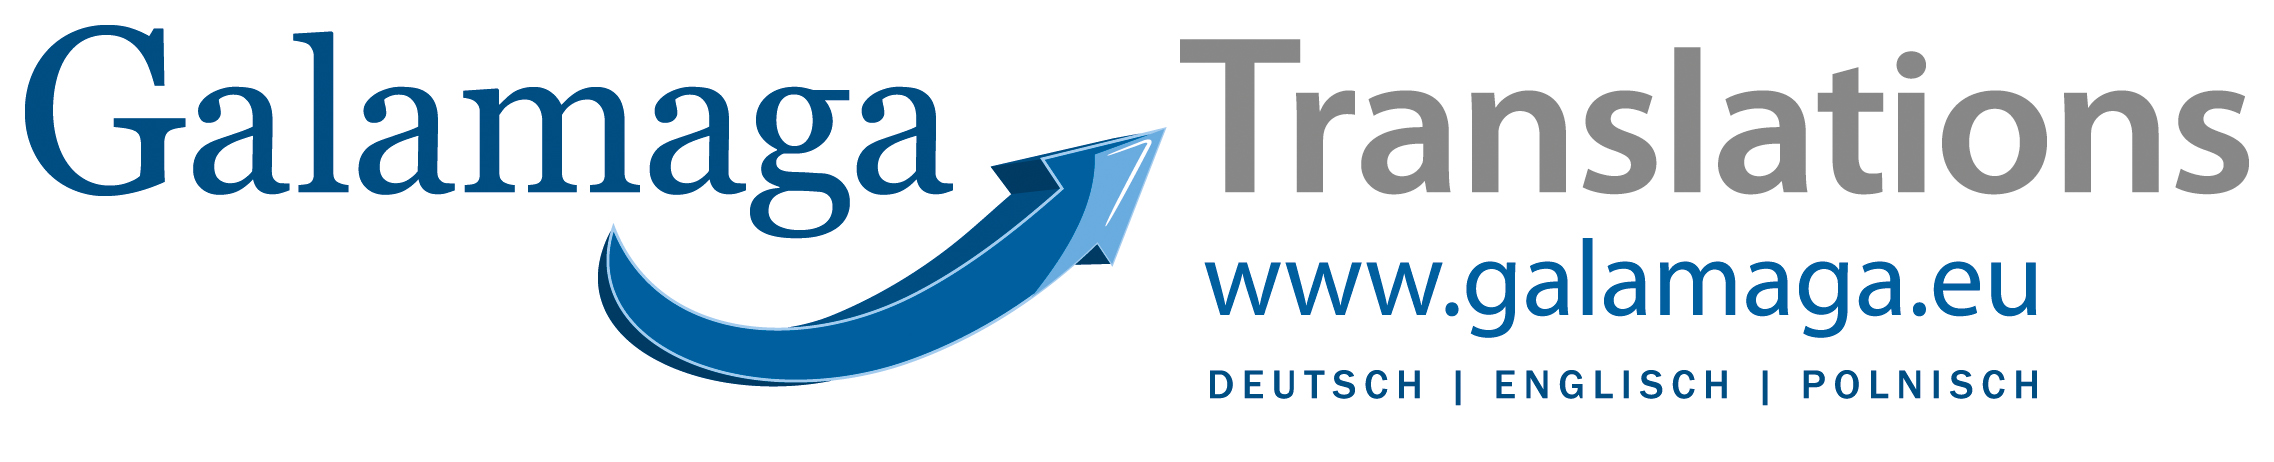 Galamaga Translations
www.galamaga.eu
DEUTSCH | ENGLISCH | POLNISCH